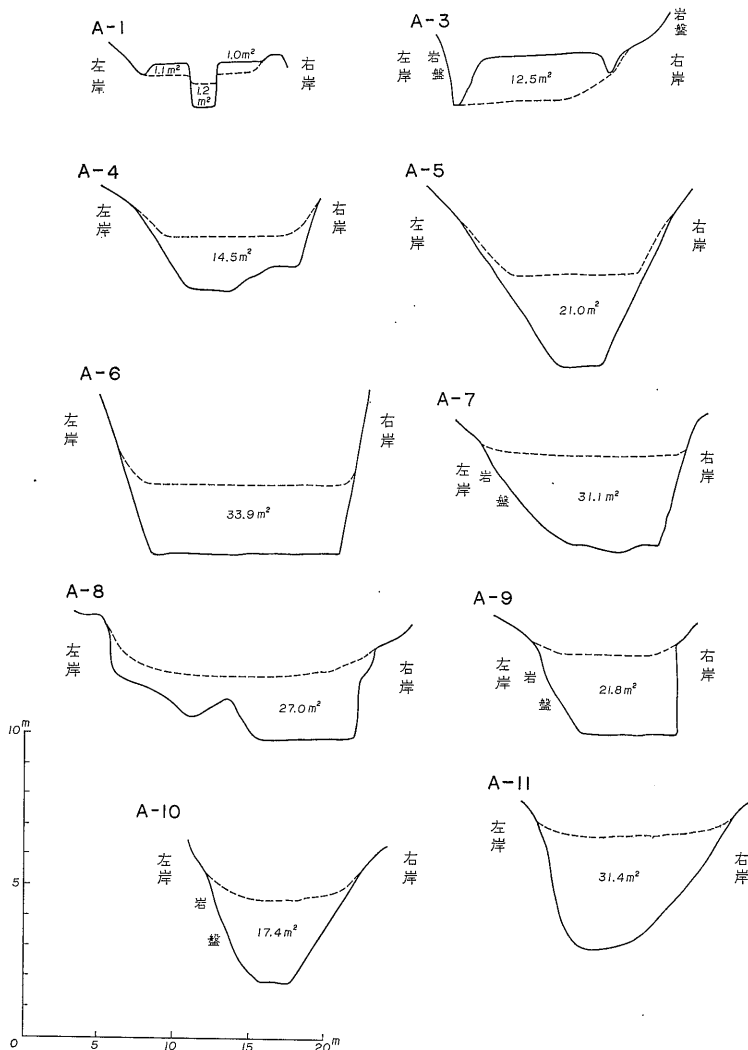 A-1
左岸
1.1m²
1.2m²
1.0m²
右岸
A-3
左岸
岩盤
12.5m²
岩盤
右岸
A-4
左岸
14.5m²
右岸
A-5
左岸
21.0m²
右岸
A-6
左岸
33.9m²
右岸
A-7
左岸
岩盤
31.1m²
右岸
A-8
左岸
27.0m²
右岸
A-9
左岸
岩盤
21.8m²
右岸
A-10
左岸
岩盤
17.4m²
右岸
A-11
左岸
31.4m²
右岸
10m
5
0
5
10
15
20m